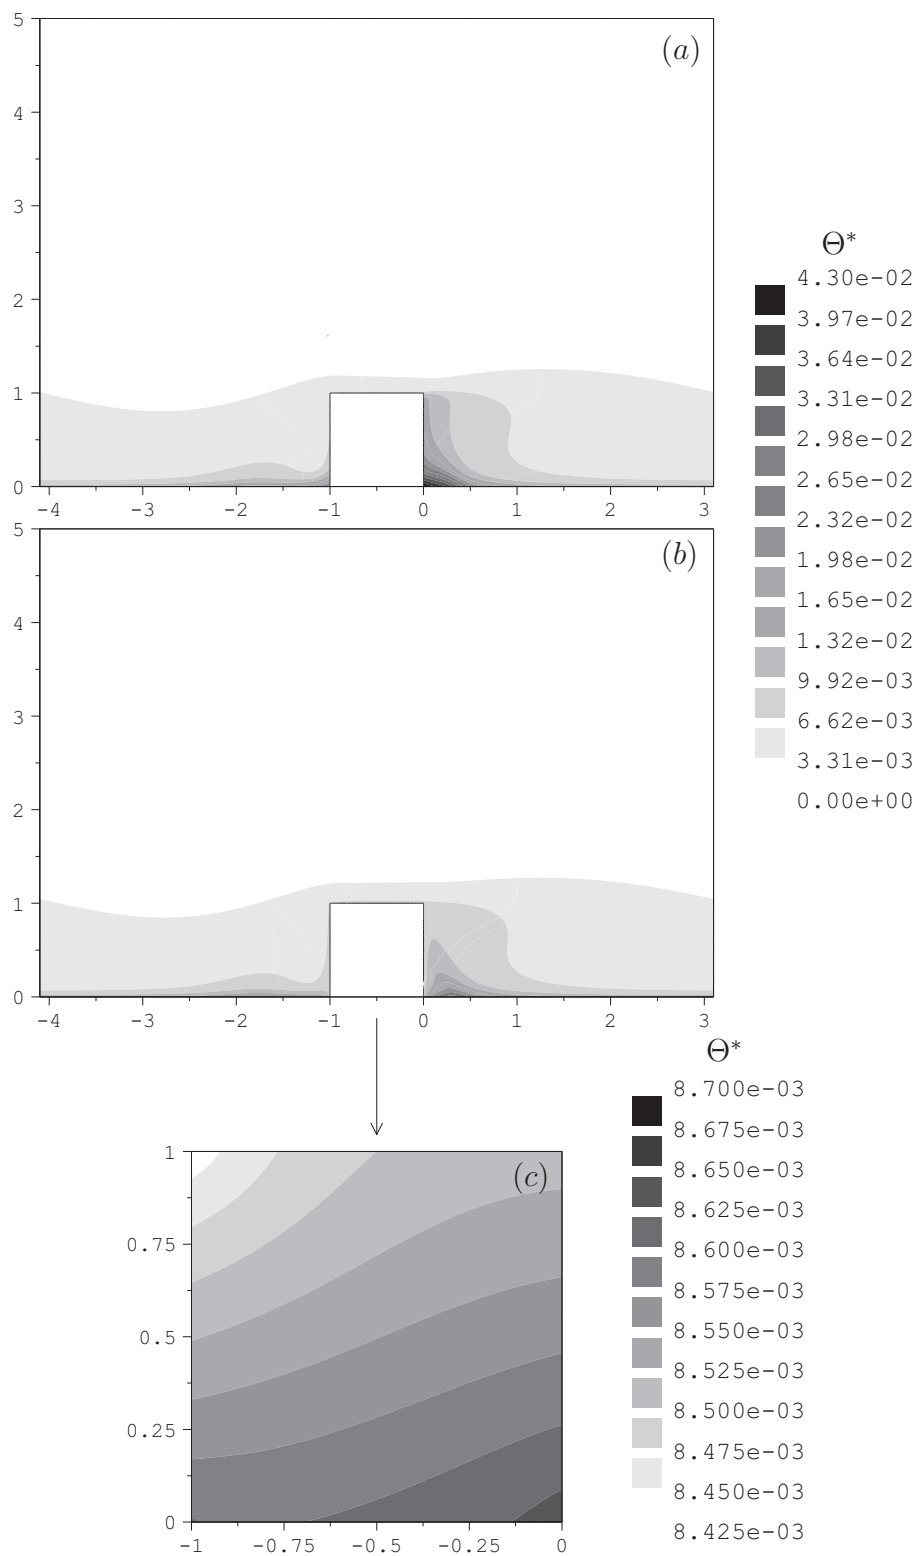 (a)
5
4
3
2
1
0
-4 -3 -2 -1 0 1 2 3
Θ*
4.30e-02
3.97e-02
3.64e-02
3.31e-02
2.98e-02
2.65e-02
2.32e-02
1.98e-02
1.65e-02
1.32e-02
9.92e-03
6.62e-03
3.31e-03
0.00e+00
(b)
5
4
3
2
1
0
-4 -3 -2 -1 0 1 2 3
Θ*
8.700e-03
8.675e-03
8.650e-03
8.625e-03
8.600e-03
8.575e-03
8.550e-03
8.525e-03
8.500e-03
8.475e-03
8.450e-03
8.425e-03
(c)
1
0.75
0.5
0.25
0
-1 -0.75 -0.5 -0.25 0